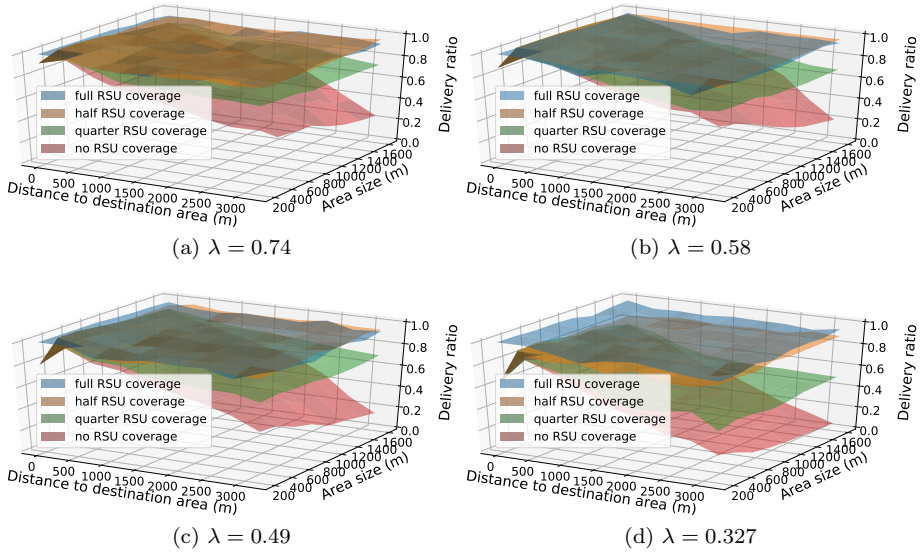 1.0
0.8
0.6
0.4
0.2
0.0
Delivery ratio
full RSU coverage
half RSU coverage
quarter RSU coverage
no RSU coverage
0
500
1000
1500
2000
2500
3000
Distance to destination area (m)
200
400
600
800
1000
1200
1400
1600
Area size (m)
(a) λ = 0.74
1.0
0.8
0.6
0.4
0.2
0.0
Delivery ratio
full RSU coverage
half RSU coverage
quarter RSU coverage
no RSU coverage
0
500
1000
1500
2000
2500
3000
Distance to destination area (m)
200
400
600
800
1000
1200
1400
1600
Area size (m)
(b) λ = 0.58
1.0
0.8
0.6
0.4
0.2
0.0
Delivery ratio
full RSU coverage
half RSU coverage
quarter RSU coverage
no RSU coverage
0
500
1000
1500
2000
2500
3000
Distance to destination area (m)
200
400
600
800
1000
1200
1400
1600
Area size (m)
(c) λ = 0.49
1.0
0.8
0.6
0.4
0.2
0.0
Delivery ratio
full RSU coverage
half RSU coverage
quarter RSU coverage
no RSU coverage
0
500
1000
1500
2000
2500
3000
Distance to destination area (m)
200
400
600
800
1000
1200
1400
1600
Area size (m)
(d) λ = 0.327